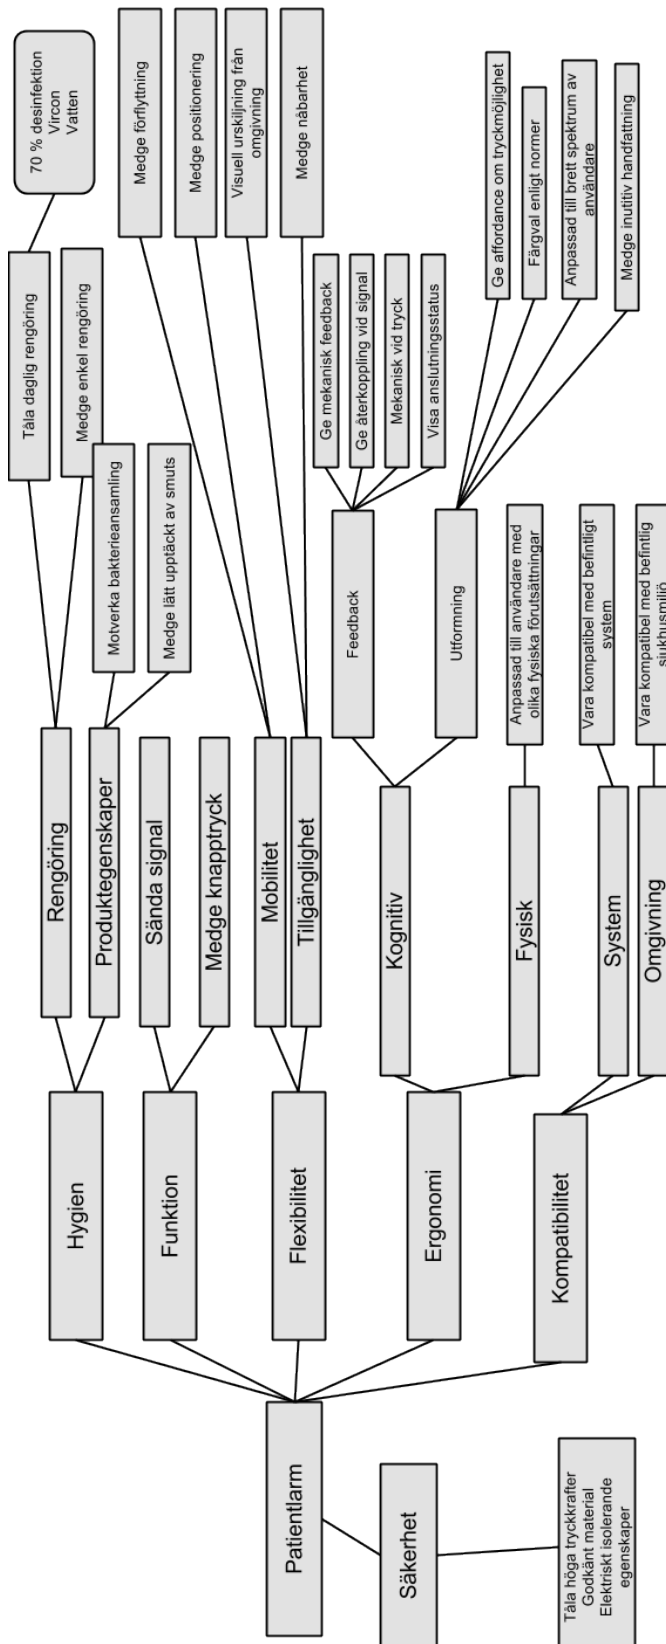 Patientlarm
Säkerhet
Tåla höga tryckkrafter
Godkänt material
Elektriskt isolerande
egenskaper
Hygien
Funktion
Flexibilitet
Ergonomi
Kompatibilitet
Rengöring
Produktegenskaper
Sända signal
Medge knapptryck
Mobilitet
Tillgänglighet
Kognitiv
Fysisk
System
Omgivning
Tåla daglig rengöring
Medge enkel rengöring
Motverka bakterieansamling
Medge lätt upptäckt av smuts
70 % desinfektion
Vircon
Vatten
Medge förflyttning
Medge positionering
Visuell urskiljning från
omgivning
Medge nåbarhet
Feedback
Utformning
Ge mekanisk feedback
Ge återkoppling vid signal
Mekanisk vid tryck
Visa anslutningsstatus
Ge affordance om tryckmöjlighet
Färgval enligt normer
Anpassad till brett spektrum av
användare
Medge inutitiv handfattning
Anpassad till användare med
olika fysiska förutsättningar
Vara kompatibel med befintligt
system
Vara kompatibel med befintlig
sjukhusmiljö